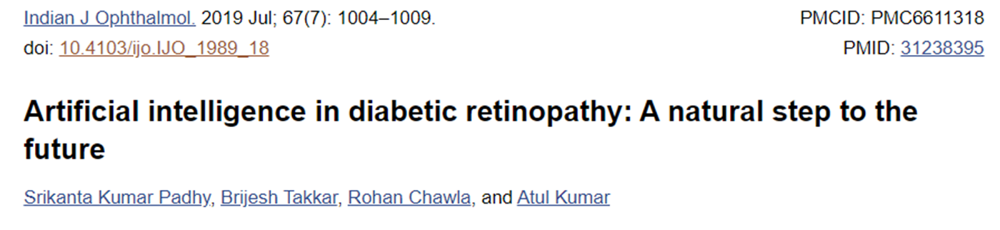 Indian J Ophthalmol. 2019 Jul; 67(7): 1004–1009. PMCID: PMC6611318
doi: 10.4103/ijo.IJO_1989_18 PMID: 31238395
Artificial intelligence in diabetic retinopathy: A natural step to the
future
Srikanta Kumar Padhy, Brijesh Takkar, Rohan Chawla, and Atul Kumar